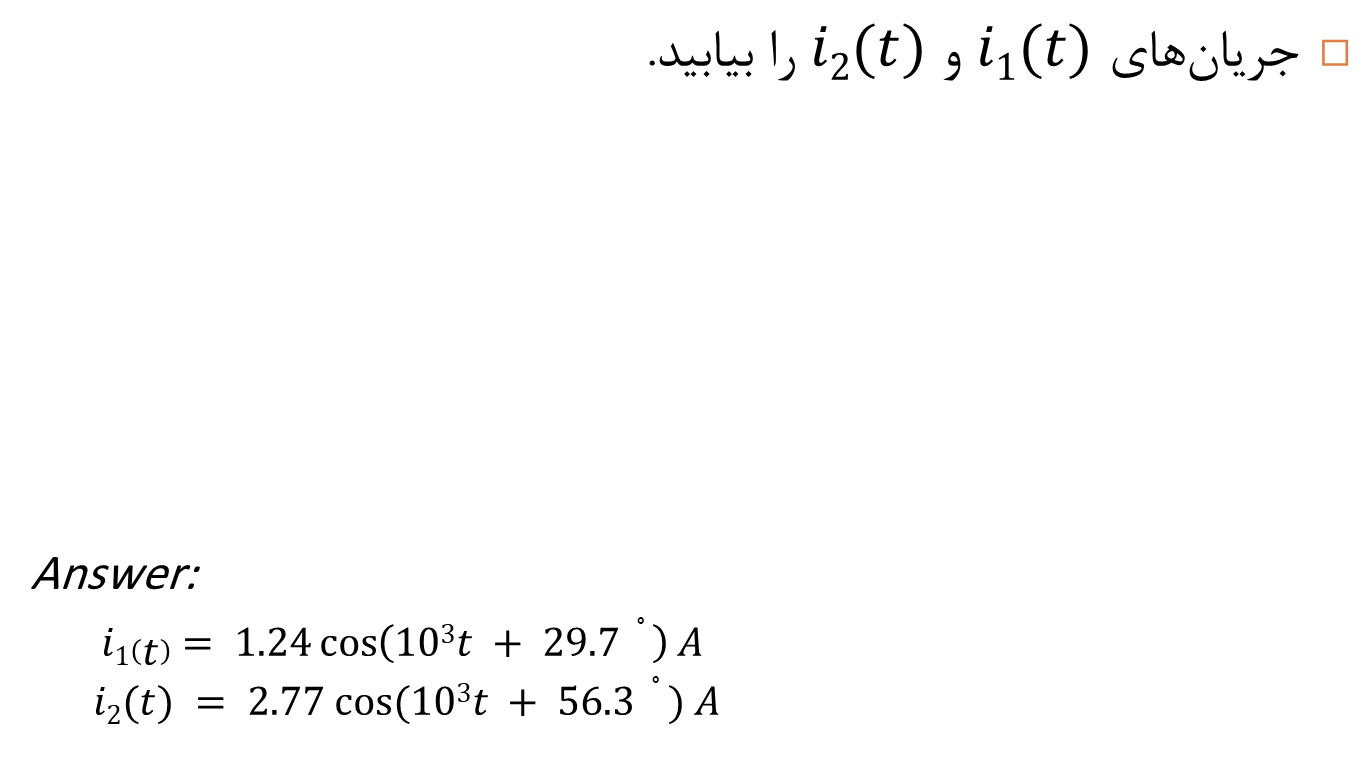 جریان‌های i₁(t) و i₂(t) را بیابید.
Answer:
i₁₍t₎ = 1.24 cos(10³t + 29.7 °) A
i₂(t) = 2.77 cos(10³t + 56.3 °) A